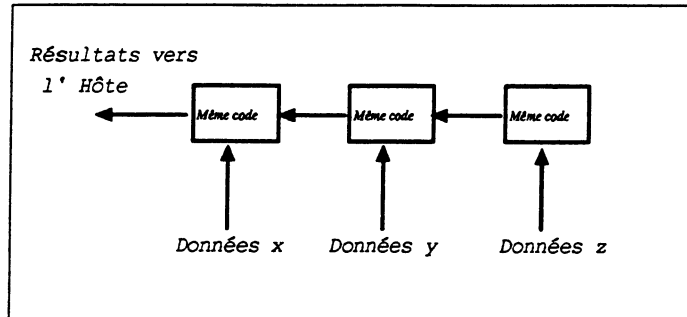 Résultats vers
l' Hôte
Même code
Même code
Même code
Données x
Données y
Données z